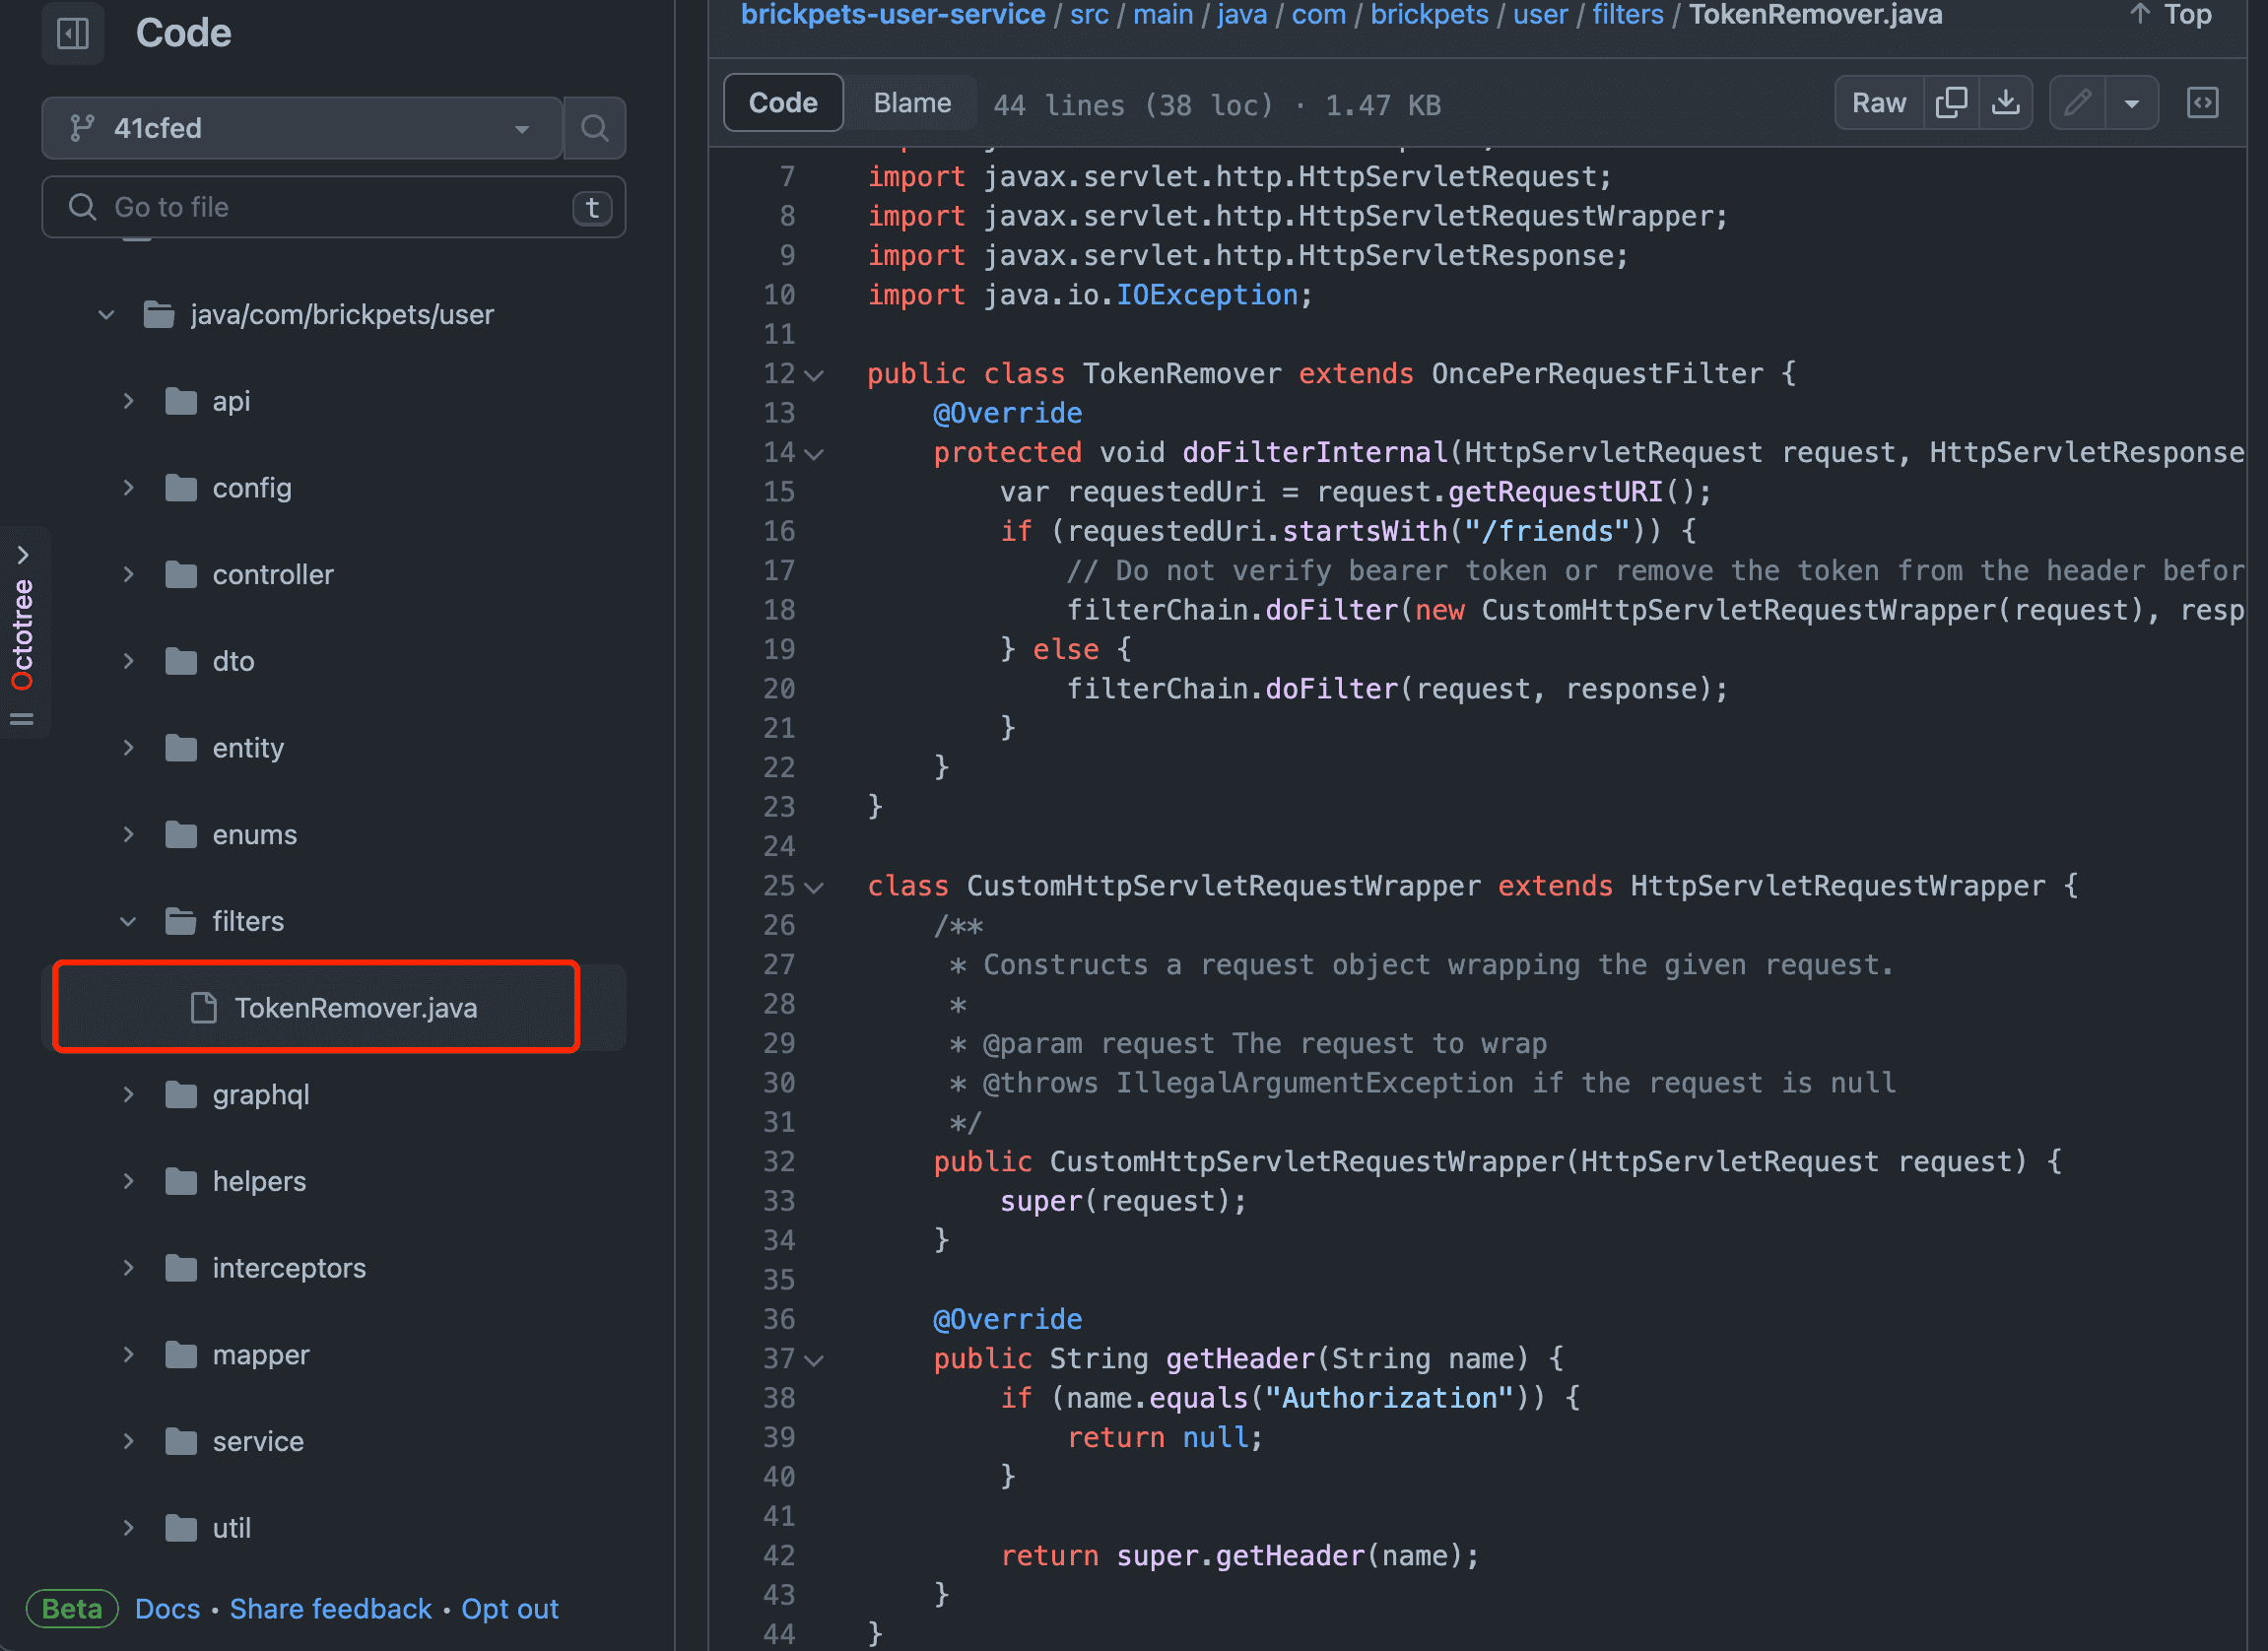 Code
41cfed
Go to file
t
java/com/brickpets/user
api
config
controller
dto
entity
enums
filters
TokenRemover.java
graphql
helpers
interceptors
mapper
service
util
Octotree
Beta Docs • Share feedback • Opt out
brickpets-user-service / src / main / java / com / brickpets / user / filters / TokenRemover.java
↑ Top
Code Blame 44 lines (38 loc) · 1.47 KB
Raw
7 import javax.servlet.http.HttpServletRequest;
8 import javax.servlet.http.HttpServletRequestWrapper;
9 import javax.servlet.http.HttpServletResponse;
10 import java.io.IOException;
11
12 public class TokenRemover extends OncePerRequestFilter {
13 @Override
14 protected void doFilterInternal(HttpServletRequest request, HttpServletResponse
15 var requestedUri = request.getRequestURI();
16 if (requestedUri.startsWith("/friends")) {
17 // Do not verify bearer token or remove the token from the header befor
18 filterChain.doFilter(new CustomHttpServletRequestWrapper(request), resp
19 } else {
20 filterChain.doFilter(request, response);
21 }
22 }
23 }
24
25 class CustomHttpServletRequestWrapper extends HttpServletRequestWrapper {
26 /**
27 * Constructs a request object wrapping the given request.
28 *
29 * @param request The request to wrap
30 * @throws IllegalArgumentException if the request is null
31 */
32 public CustomHttpServletRequestWrapper(HttpServletRequest request) {
33 super(request);
34 }
35
36 @Override
37 public String getHeader(String name) {
38 if (name.equals("Authorization")) {
39 return null;
40 }
41
42 return super.getHeader(name);
43 }
44 }